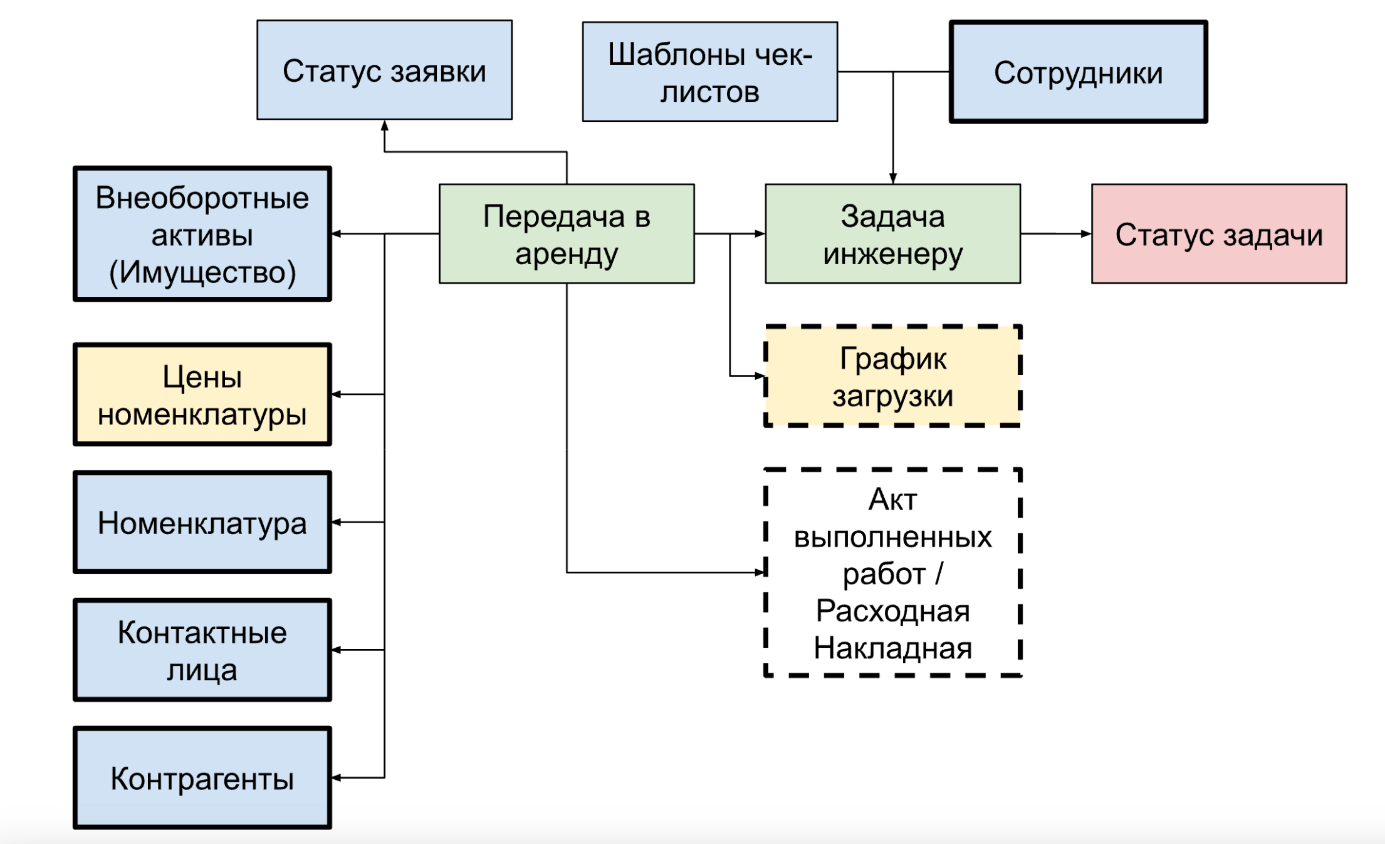 Статус заявки
Шаблоны чек-
листов
Сотрудники
Внеоборотные
активы
(Имущество)
Передача в
аренду
Задача
инженеру
Статус задачи
Цены
номенклатуры
График
загрузки
Номенклатура
Акт
выполненных
работ /
Расходная
Накладная
Контактные
лица
Контрагенты